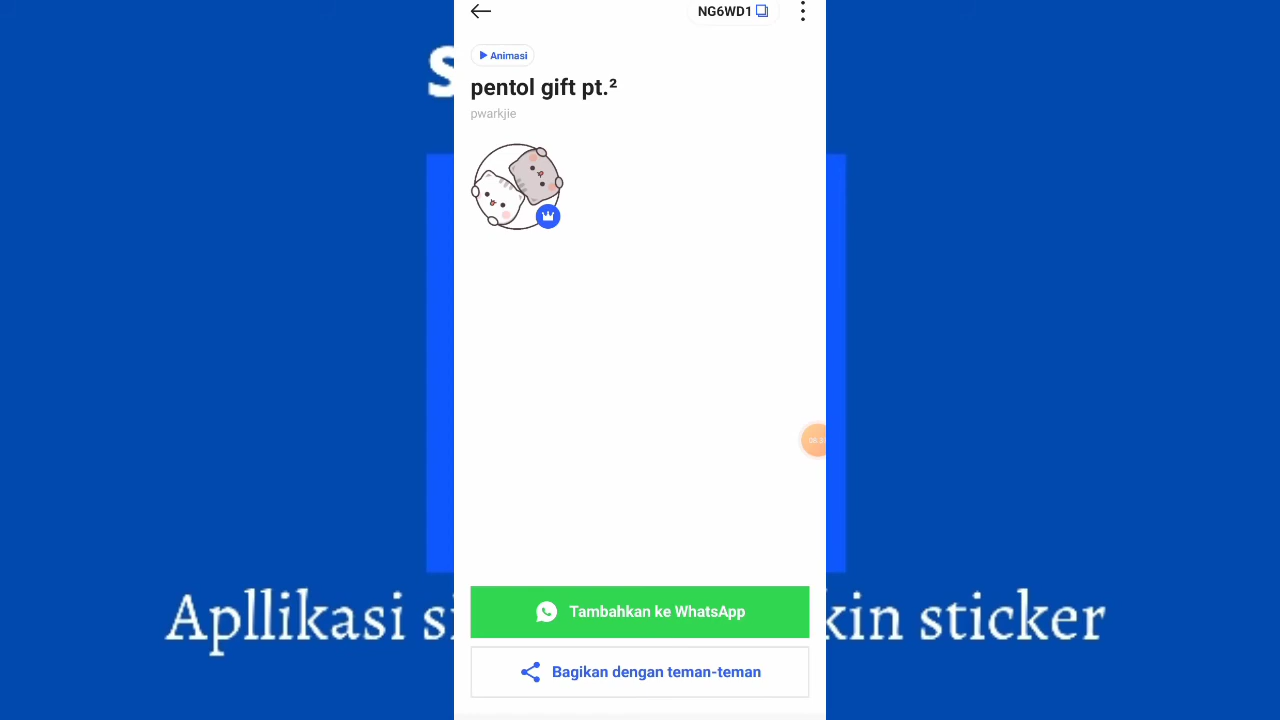 NG6WD1
S
Animasi
pentol gift pt.²
pwarkjie
Tambahkan ke WhatsApp
Apllikasi si
kin sticker
Bagikan dengan teman-teman